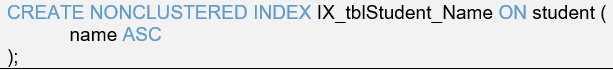 CREATE NONCLUSTERED INDEX IX_tblStudent_Name ON student (
name ASC
);